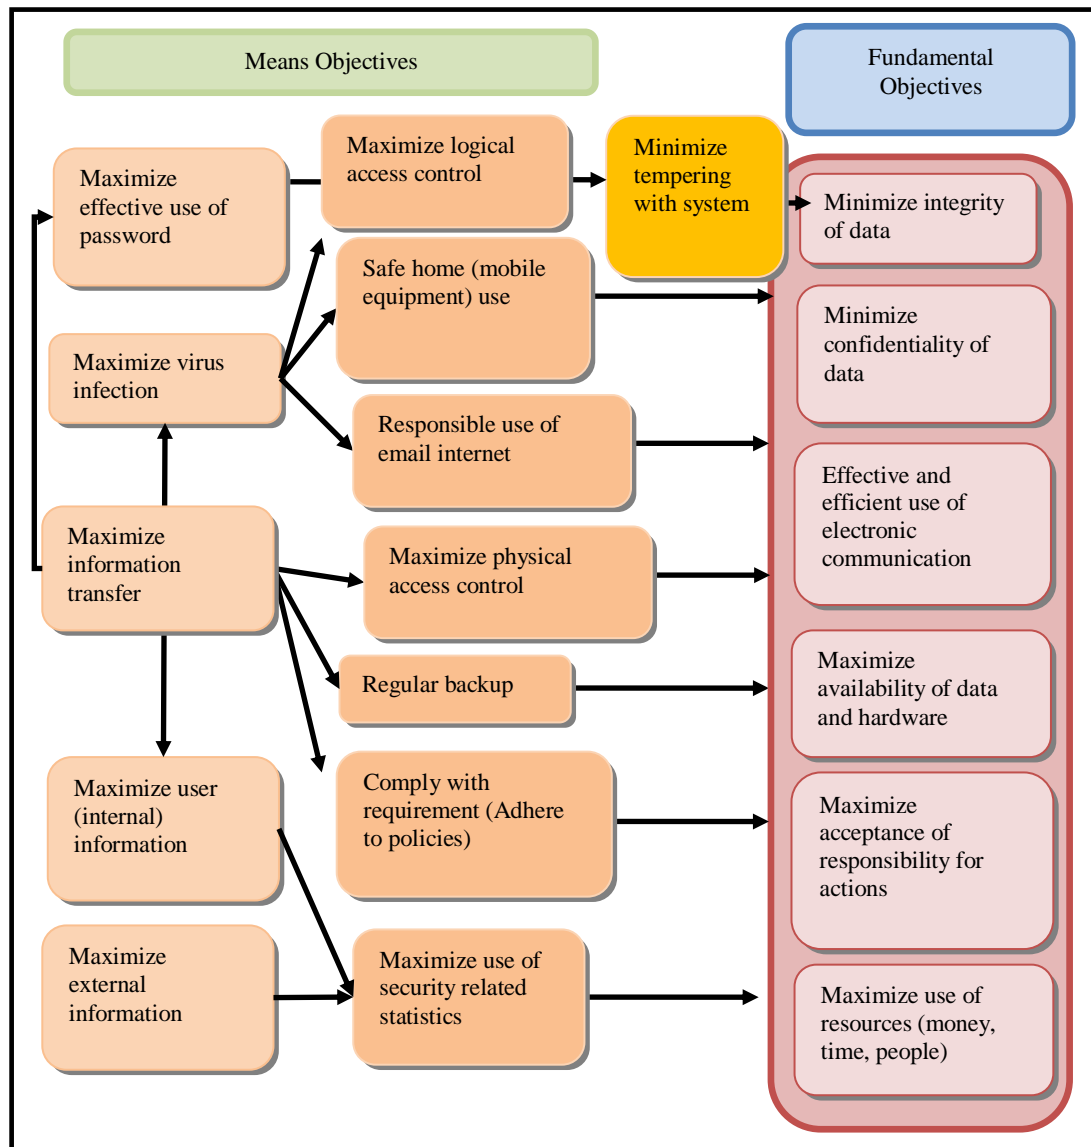 Means Objectives
Fundamental
Objectives
Maximize
effective use of
password
Maximize logical
access control
Minimize
tempering
with system
Minimize integrity
of data
Safe home (mobile
equipment) use
Minimize
confidentiality of
data
Maximize virus
infection
Responsible use of
email internet
Effective and
efficient use of
electronic
communication
Maximize
information
transfer
Maximize physical
access control
Regular backup
Maximize
availability of data
and hardware
Maximize user
(internal)
information
Comply with
requirement (Adhere
to policies)
Maximize
acceptance of
responsibility for
actions
Maximize
external
information
Maximize use of
security related
statistics
Maximize use of
resources (money,
time, people)